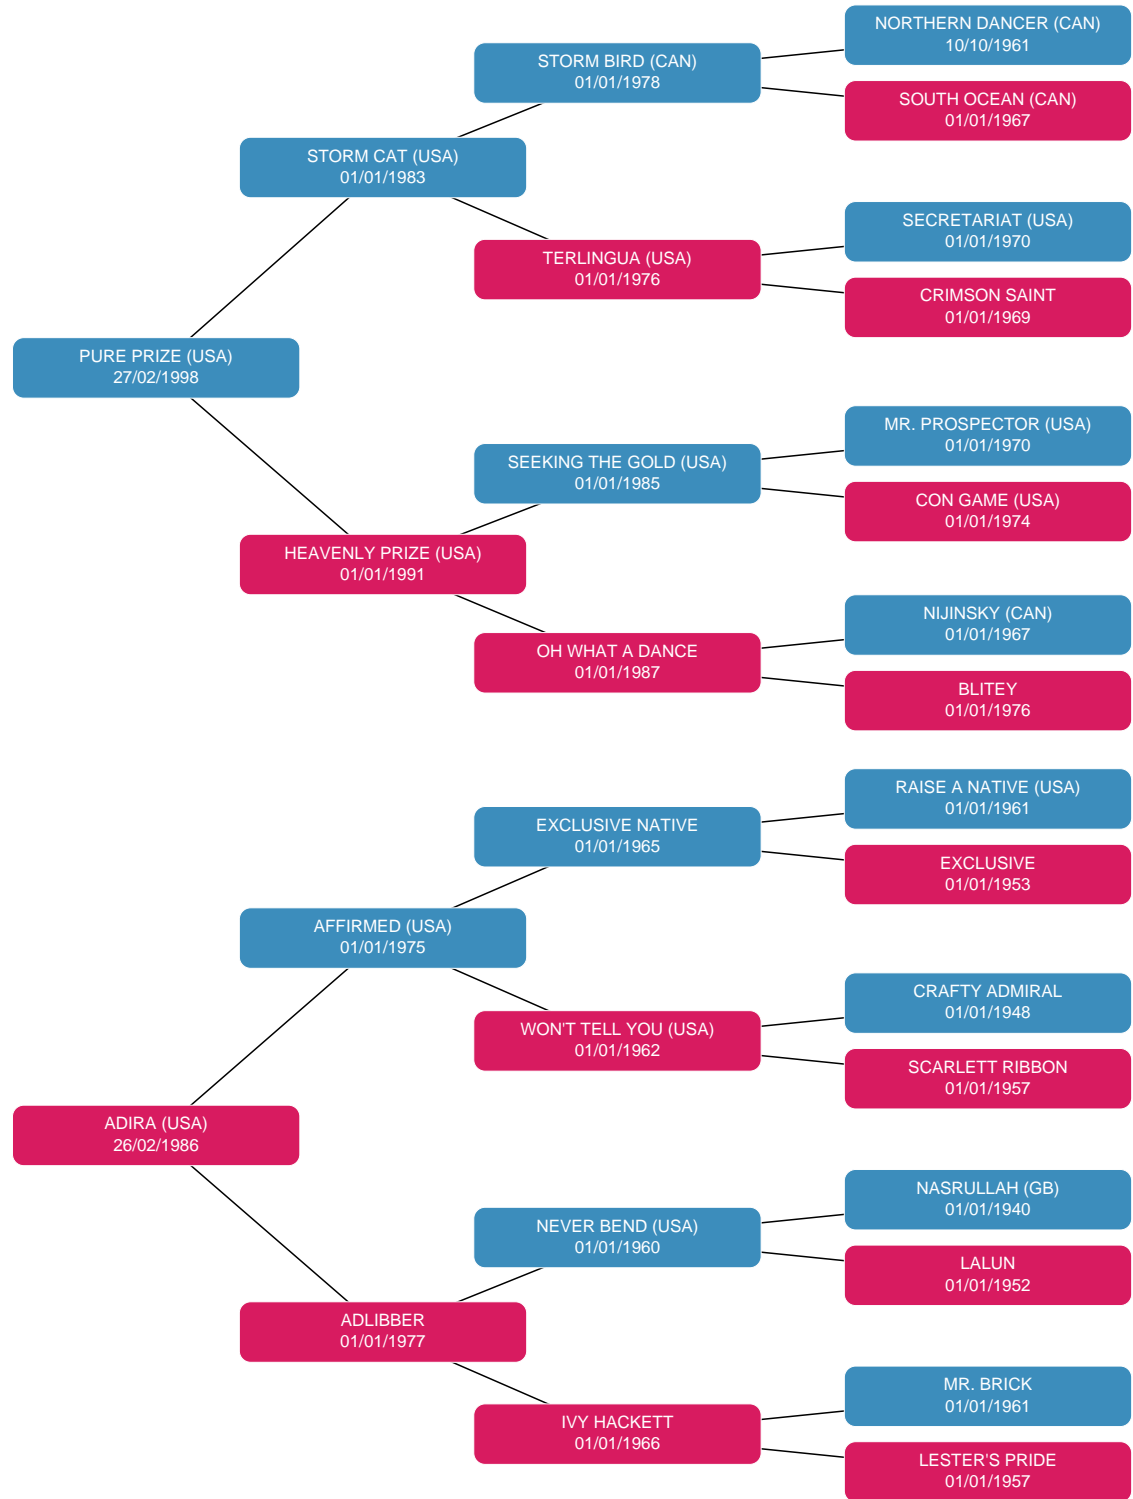 NORTHERN DANCER (CAN)
10/10/1961
STORM BIRD (CAN)
01/01/1978
SOUTH OCEAN (CAN)
01/01/1967
STORM CAT (USA)
01/01/1983
SECRETARIAT (USA)
01/01/1970
TERLINGUA (USA)
01/01/1976
CRIMSON SAINT
01/01/1969
PURE PRIZE (USA)
27/02/1998
MR. PROSPECTOR (USA)
01/01/1970
SEEKING THE GOLD (USA)
01/01/1985
CON GAME (USA)
01/01/1974
HEAVENLY PRIZE (USA)
01/01/1991
NIJINSKY (CAN)
01/01/1967
OH WHAT A DANCE
01/01/1987
BLITEY
01/01/1976
RAISE A NATIVE (USA)
01/01/1961
EXCLUSIVE NATIVE
01/01/1965
EXCLUSIVE
01/01/1953
AFFIRMED (USA)
01/01/1975
CRAFTY ADMIRAL
01/01/1948
WON'T TELL YOU (USA)
01/01/1962
SCARLETT RIBBON
01/01/1957
ADIRA (USA)
26/02/1986
NASRULLAH (GB)
01/01/1940
NEVER BEND (USA)
01/01/1960
LALUN
01/01/1952
ADLIBBER
01/01/1977
MR. BRICK
01/01/1961
IVY HACKETT
01/01/1966
LESTER'S PRIDE
01/01/1957